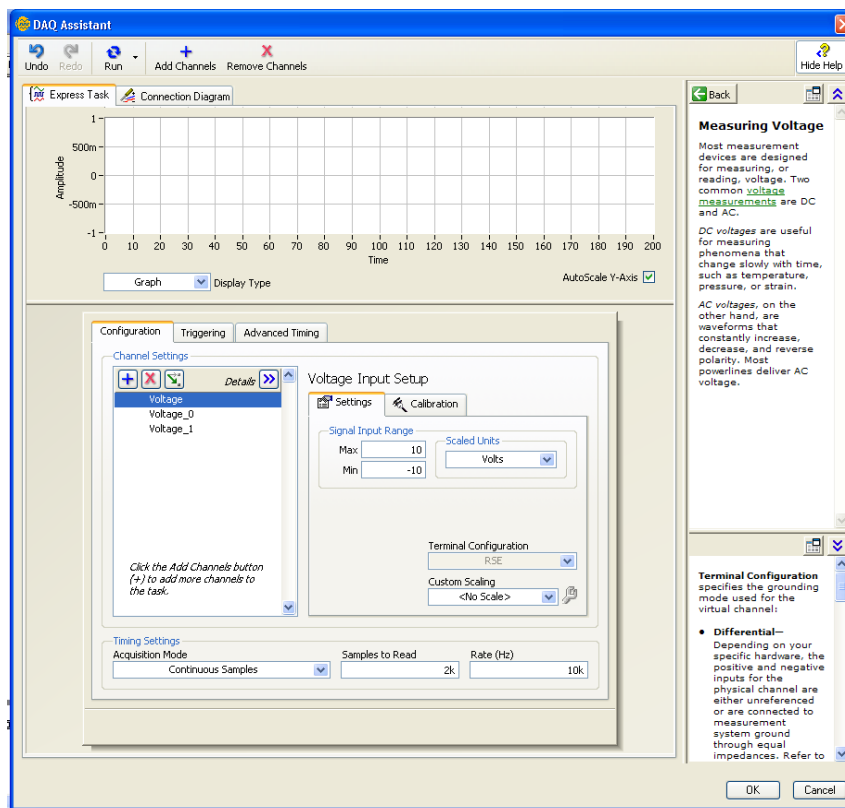 DAQ Assistant
Undo Redo Run Add Channels Remove Channels Hide Help
Express Task Connection Diagram
1
500m
0
-500m
-1
Amplitude
0 10 20 30 40 50 60 70 80 90 100 110 120 130 140 150 160 170 180 190 200
Time
Graph Display Type AutoScale Y-Axis
Configuration Triggering Advanced Timing
Channel Settings
Details
Voltage
Voltage_0
Voltage_1
Click the Add Channels button
(+) to add more channels to
the task.
Voltage Input Setup
Settings Calibration
Signal Input Range
Max 10
Min -10
Scaled Units
Volts
Terminal Configuration
RSE
Custom Scaling
<No Scale>
Timing Settings
Acquisition Mode Samples to Read Rate (Hz)
Continuous Samples 2k 10k
Back
Measuring Voltage
Most measurement
devices are designed
for measuring, or
reading, voltage. Two
common voltage
measurements are DC
and AC.
DC voltages are useful
for measuring
phenomena that
change slowly with time,
such as temperature,
pressure, or strain.
AC voltages, on the
other hand, are
waveforms that
constantly increase,
decrease, and reverse
polarity. Most
powerlines deliver AC
voltage.
Terminal Configuration
specifies the grounding
mode used for the
virtual channel:
• Differential—
Depending on your
specific hardware, the
positive and negative
inputs for the
physical channel are
either unreferenced
or are connected to
measurement
system ground
through equal
impedances. Refer to
OK Cancel